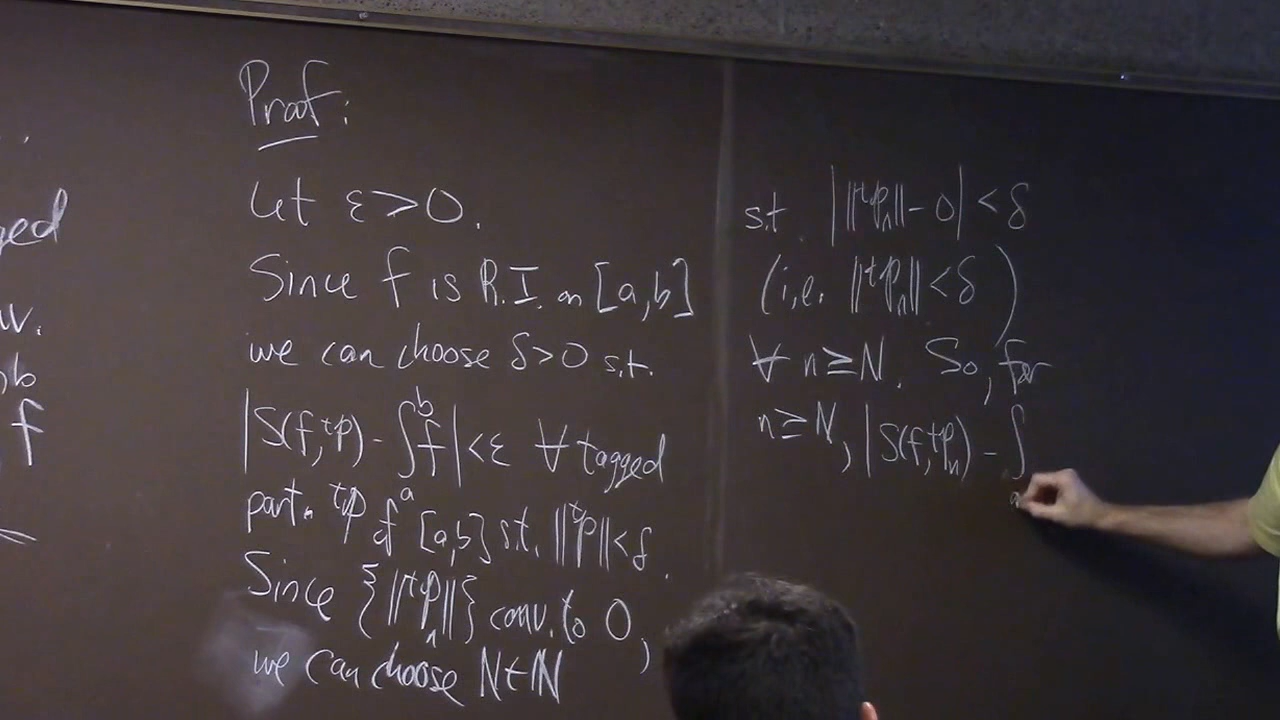 ged
v.
b
f
Proof:
Let ε>0.
Since f is R.I. on [a,b]
we can choose δ>0 s.t.
|S(f,ᵗP) - ∫ₐᵇ f| < ε ∀ tagged
part. ᵗP of [a,b] s.t. ||ᵗP|| < δ.
Since {||ᵗPₙ||} conv. to 0,
we can choose N ∈ ℕ
s.t. | ||ᵗPₙ|| - 0| < δ
(i.e. ||ᵗPₙ|| < δ)
∀ n ≥ N. So, for
n ≥ N, |S(f,ᵗPₙ) - ∫ₐ